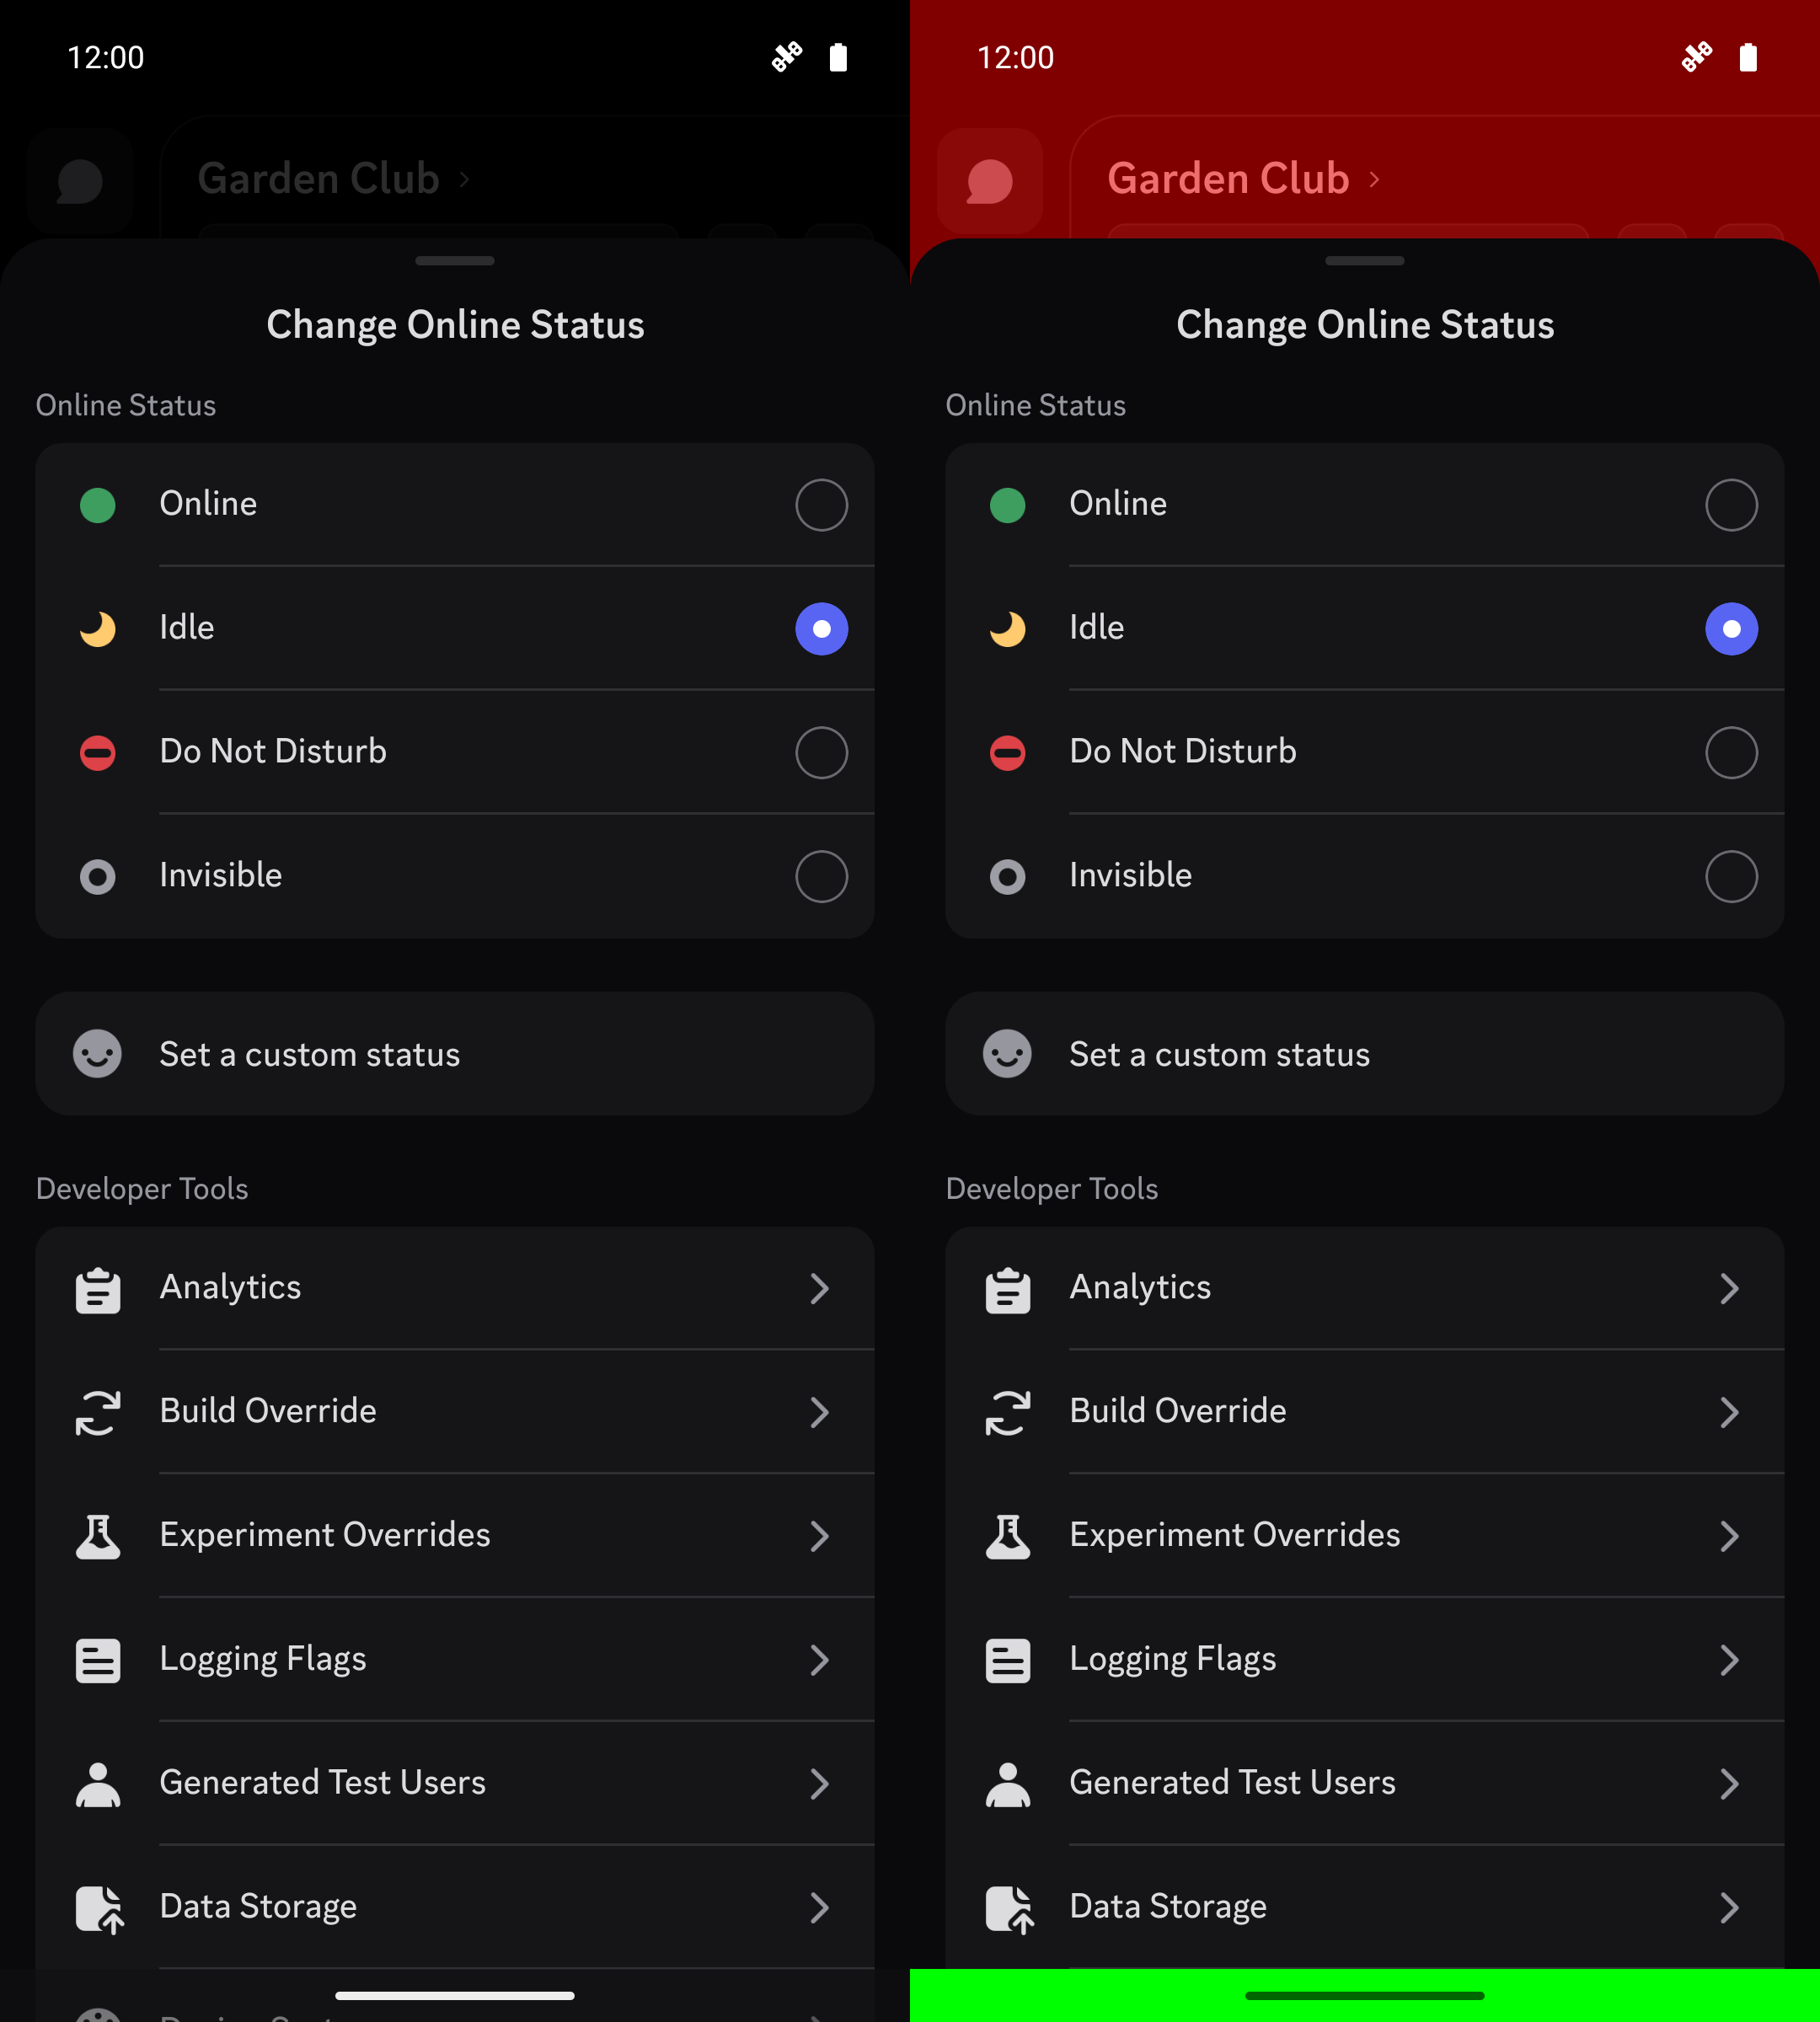 12:00
Garden Club
Change Online Status
Online Status
Online
Idle
Do Not Disturb
Invisible
Set a custom status
Developer Tools
Analytics
Build Override
Experiment Overrides
Logging Flags
Generated Test Users
Data Storage
12:00
Garden Club
Change Online Status
Online Status
Online
Idle
Do Not Disturb
Invisible
Set a custom status
Developer Tools
Analytics
Build Override
Experiment Overrides
Logging Flags
Generated Test Users
Data Storage